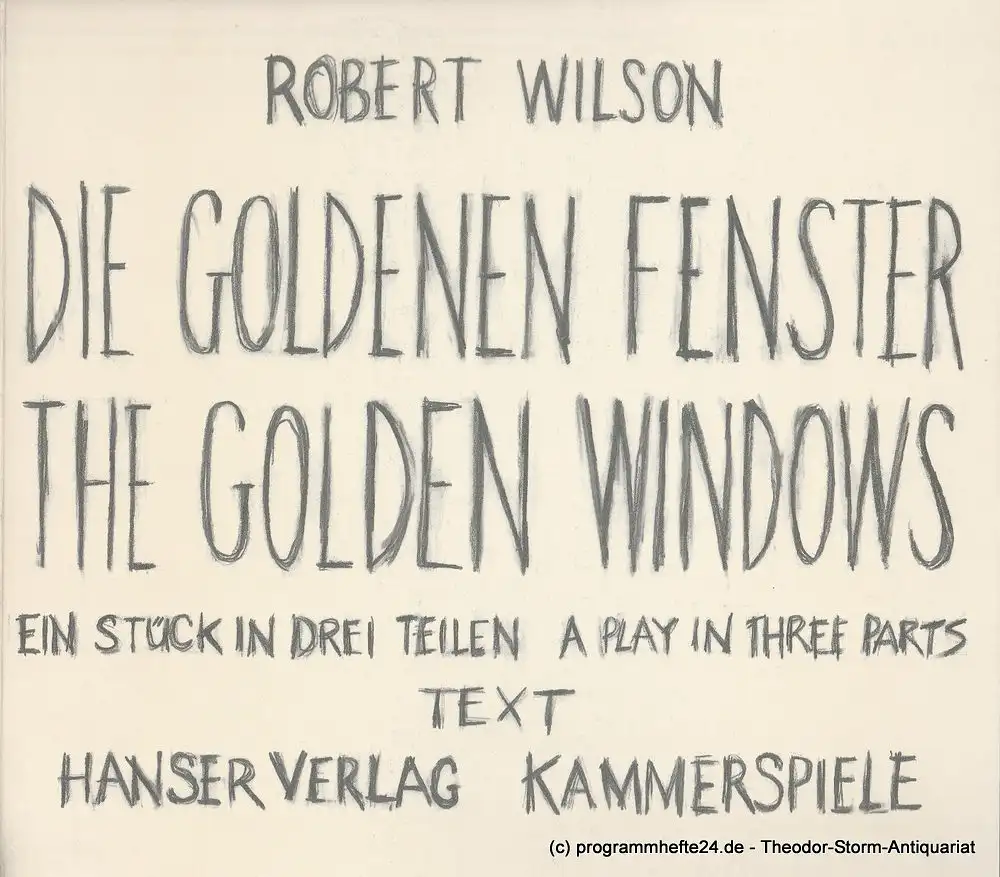 ROBERT WILSON
DIE GOLDENEN FENSTER
THE GOLDEN WINDOWS
EIN STÜCK IN DREI TEILEN A PLAY IN THREE PARTS
TEXT
HANSER VERLAG KAMMERSPIELE
(c) programmhefte24.de - Theodor-Storm-Antiquariat